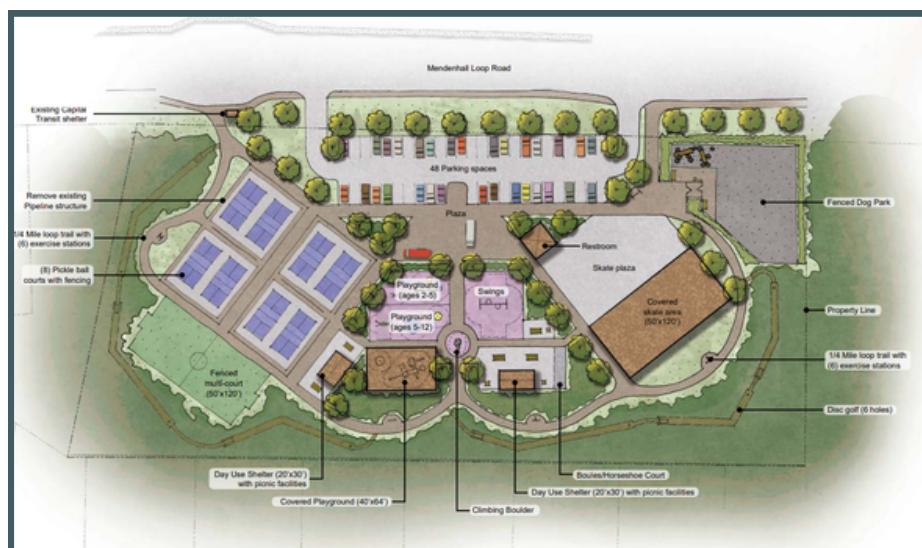 Mendenhall Loop Road
Existing Capital
Transit shelter
48 Parking spaces
Remove existing
Pipeline structure
Fenced Dog Park
Plaza
1/4 Mile loop trail with
(6) exercise stations
Restroom
Skate plaza
(8) Pickle ball
courts with fencing
Playground
(ages 2-5)
Swings
Covered
skate area
(50'x120')
Property Line
Playground
(ages 5-12)
1/4 Mile loop trail with
(6) exercise stations
Fenced
multi-court
(50'x120')
Disc golf (6 holes)
Day Use Shelter (20'x30')
with picnic facilities
Boules/Horseshoe Court
Day Use Shelter (20'x30') with picnic facilities
Covered Playground (40'x64')
Climbing Boulder